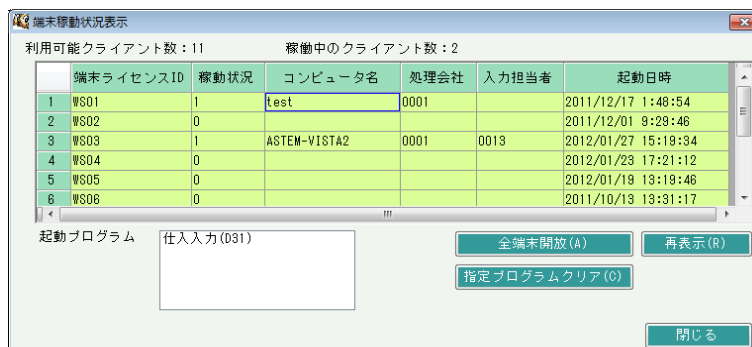 端末稼動状況表示
利用可能クライアント数：11 稼働中のクライアント数：2
端末ライセンスID 稼働状況 コンピュータ名 処理会社 入力担当者 起動日時
1 WS01 1 test 0001 2011/12/17 1:48:54
2 WS02 0 2011/12/01 9:29:46
3 WS03 1 ASTEM-VISTA2 0001 0013 2012/01/27 15:19:34
4 WS04 0 2012/01/23 17:21:12
5 WS05 0 2012/01/19 13:19:46
6 WS06 0 2011/10/13 13:31:17
起動プログラム 仕入入力(D31) 全端末開放(A) 再表示(R)
指定プログラムクリア(C)
閉じる